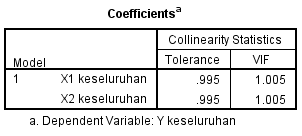 Coefficientsa
Collinearity Statistics
Model Tolerance VIF
1 X1 keseluruhan .995 1.005
X2 keseluruhan .995 1.005
a. Dependent Variable: Y keseluruhan